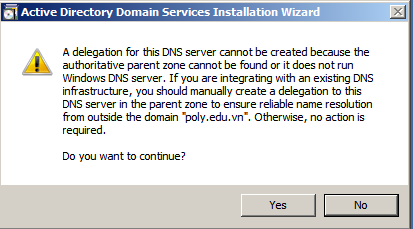 Active Directory Domain Services Installation Wizard
A delegation for this DNS server cannot be created because the
authoritative parent zone cannot be found or it does not run
Windows DNS server. If you are integrating with an existing DNS
infrastructure, you should manually create a delegation to this
DNS server in the parent zone to ensure reliable name resolution
from outside the domain "poly.edu.vn". Otherwise, no action is
required.
Do you want to continue?
Yes
No